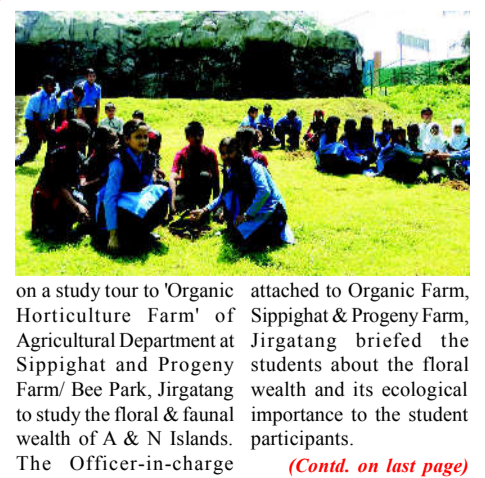 on a study tour to 'Organic
Horticulture Farm' of
Agricultural Department at
Sippighat and Progeny
Farm/ Bee Park, Jirgatang
to study the floral & faunal
wealth of A & N Islands.
The Officer-in-charge
attached to Organic Farm,
Sippighat & Progeny Farm,
Jirgatang briefed the
students about the floral
wealth and its ecological
importance to the student
participants.
(Contd. on last page)